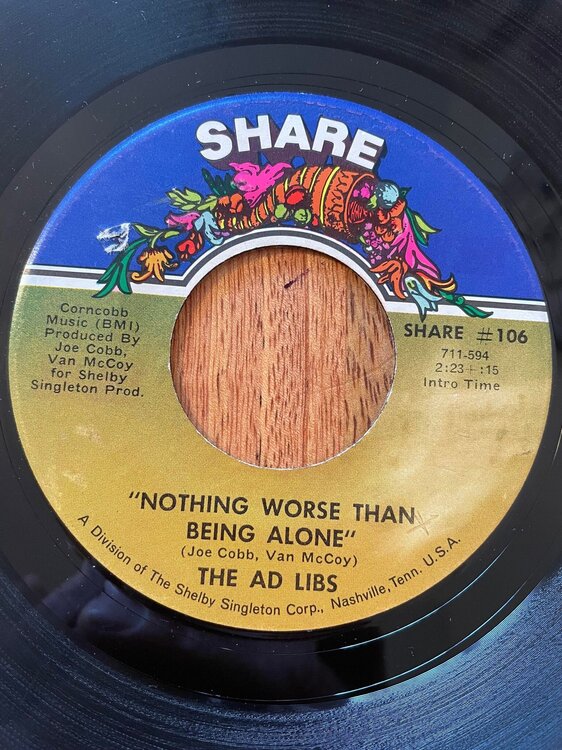 SHARE
Corncobb
Music (BMI)
Produced By
Joe Cobb,
Van McCoy
for Shelby
Singleton Prod.
SHARE #106
711-594
2:23+:15
Intro Time
"NOTHING WORSE THAN
BEING ALONE"
(Joe Cobb, Van McCoy)
THE AD LIBS
A Division of The Shelby Singleton Corp., Nashville, Tenn. U.S.A.